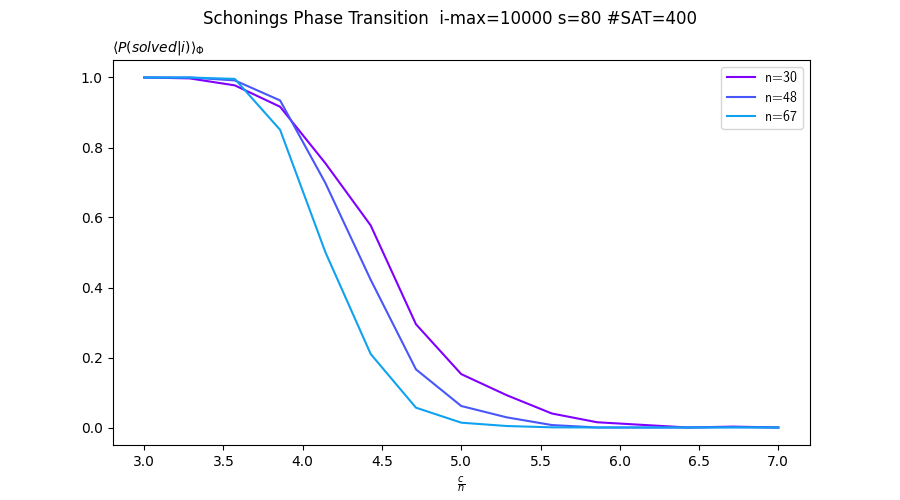 Schonings Phase Transition i-max=10000 s=80 #SAT=400
⟨P(solved|i)⟩_Φ
1.0
0.8
0.6
0.4
0.2
0.0
n=30
n=48
n=67
3.0 3.5 4.0 4.5 5.0 5.5 6.0 6.5 7.0
c/n